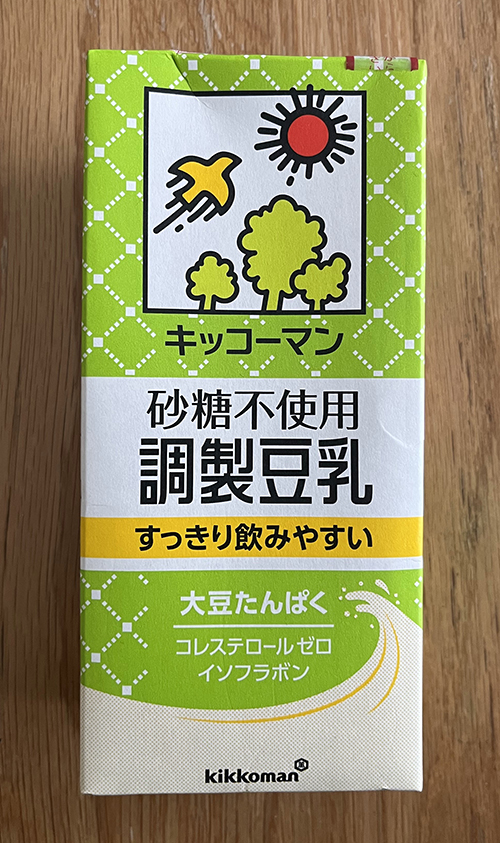 キッコーマン
砂糖不使用
調製豆乳
すっきり飲みやすい
大豆たんぱく
コレステロール ゼロ
イソフラボン
kikkoman